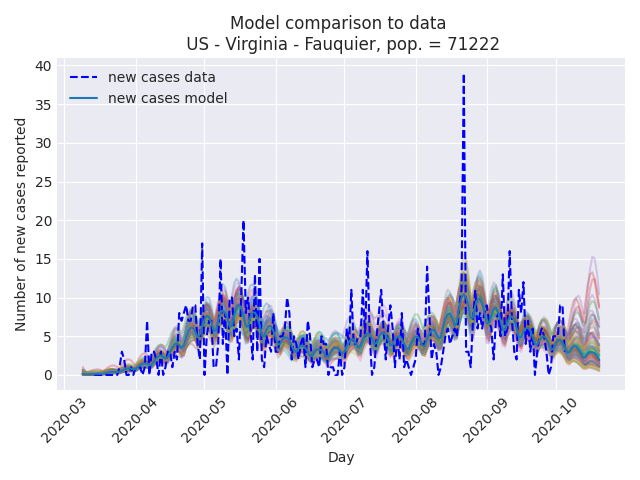 Model comparison to data
US - Virginia - Fauquier, pop. = 71222
new cases data
new cases model
Number of new cases reported
40
35
30
25
20
15
10
5
0
2020-03
2020-04
2020-05
2020-06
2020-07
2020-08
2020-09
2020-10
Day